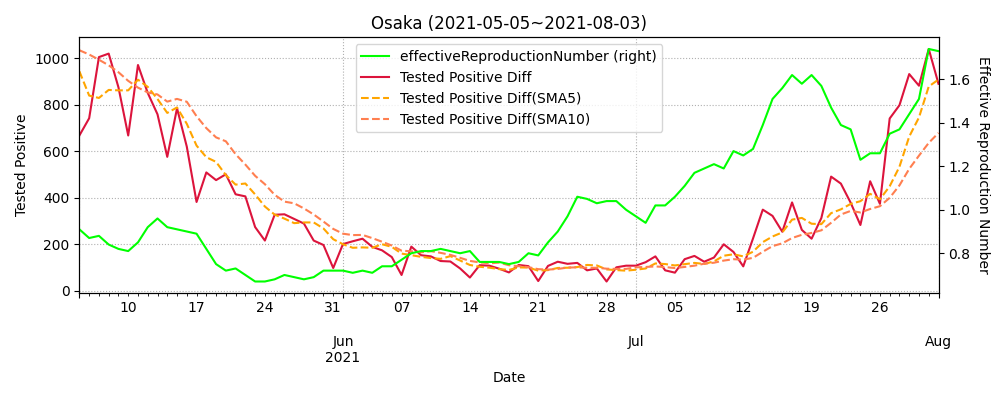 Osaka (2021-05-05~2021-08-03)
effectiveReproductionNumber (right)
Tested Positive Diff
Tested Positive Diff(SMA5)
Tested Positive Diff(SMA10)
Tested Positive
1000
800
600
400
200
0
1.6
1.4
1.2
1.0
0.8
Effective Reproduction Number
10 17 24 31 07 14 21 28 05 12 19 26
Jun Jul Aug
2021
Date